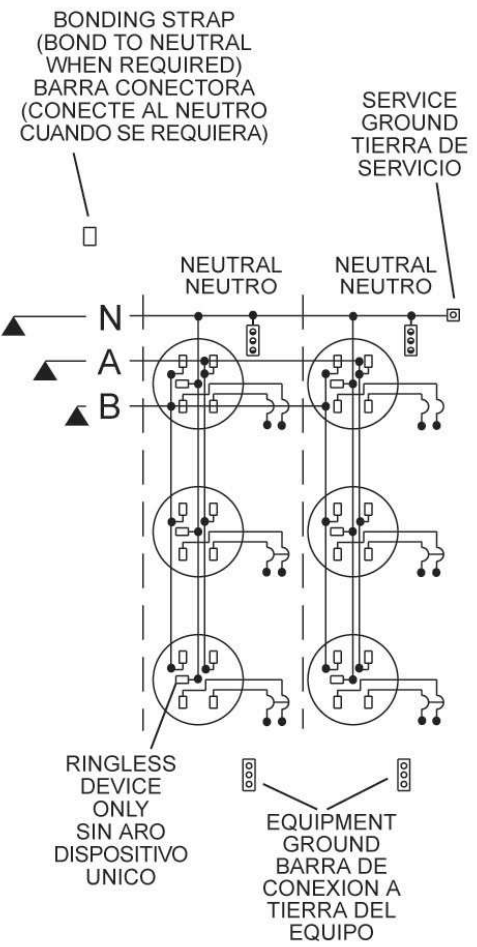 BONDING STRAP
(BOND TO NEUTRAL
WHEN REQUIRED)
BARRA CONECTORA
(CONECTE AL NEUTRO
CUANDO SE REQUIERA)
SERVICE
GROUND
TIERRA DE
SERVICIO
NEUTRAL
NEUTRO
NEUTRAL
NEUTRO
N
A
B
RINGLESS
DEVICE
ONLY
SIN ARO
DISPOSITIVO
UNICO
EQUIPMENT
GROUND
BARRA DE
CONEXION A
TIERRA DEL
EQUIPO